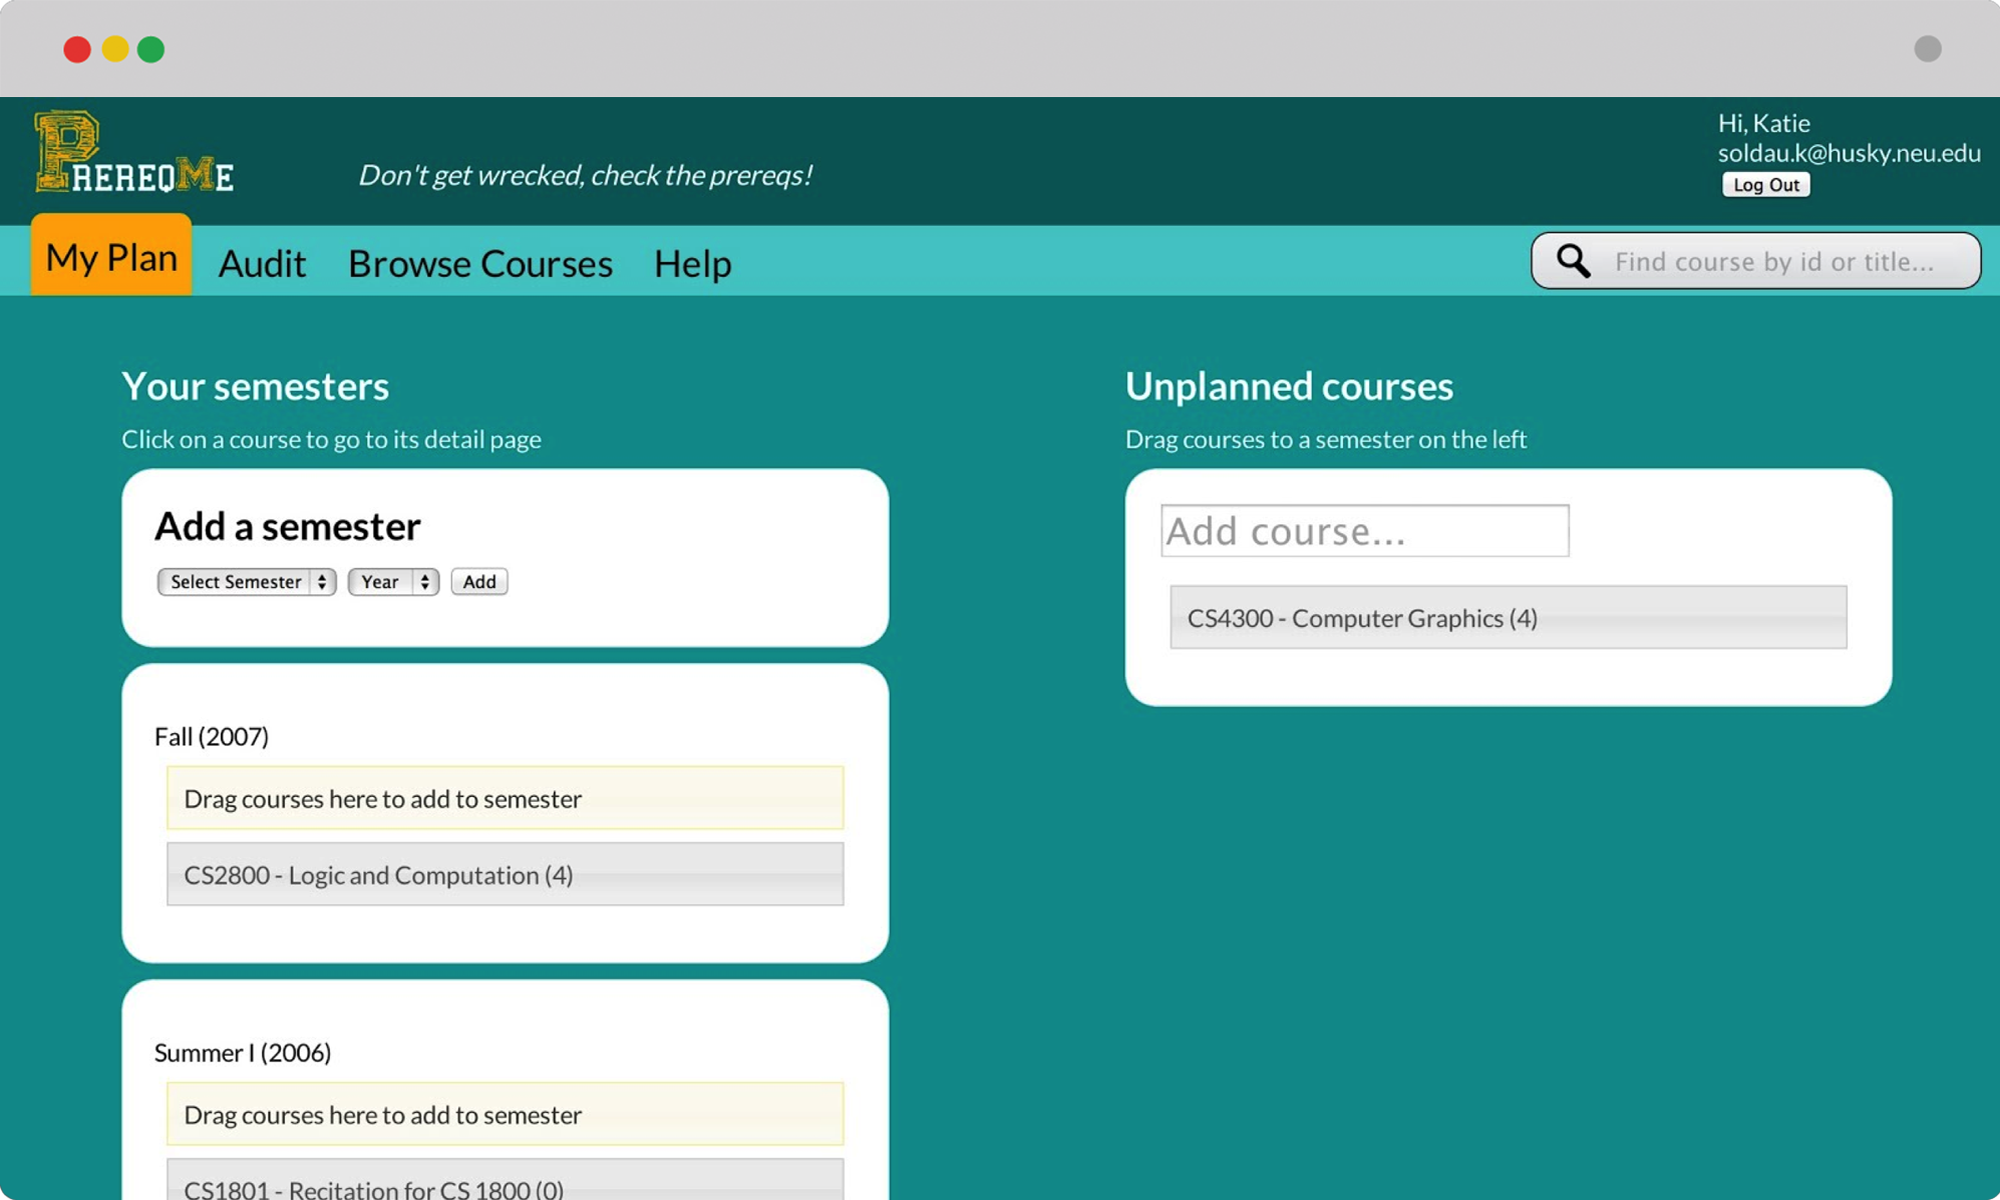 PREREQME
Don't get wrecked, check the prereqs!
Hi, Katie
soldau.k@husky.neu.edu
Log Out
My Plan
Audit
Browse Courses
Help
Find course by id or title...
Your semesters
Click on a course to go to its detail page
Add a semester
Select Semester
Year
Add
Fall (2007)
Drag courses here to add to semester
CS2800 - Logic and Computation (4)
Summer I (2006)
Drag courses here to add to semester
CS1801 - Recitation for CS 1800 (0)
Unplanned courses
Drag courses to a semester on the left
Add course...
CS4300 - Computer Graphics (4)